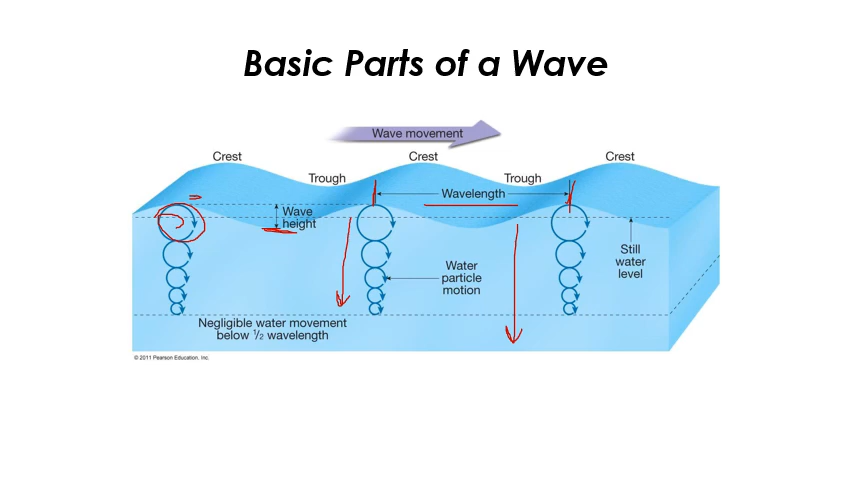 Basic Parts of a Wave
Wave movement
Crest
Crest
Crest
Trough
Trough
Wavelength
Wave
height
Still
water
level
Water
particle
motion
Negligible water movement
below 1/2 wavelength
© 2011 Pearson Education, Inc.